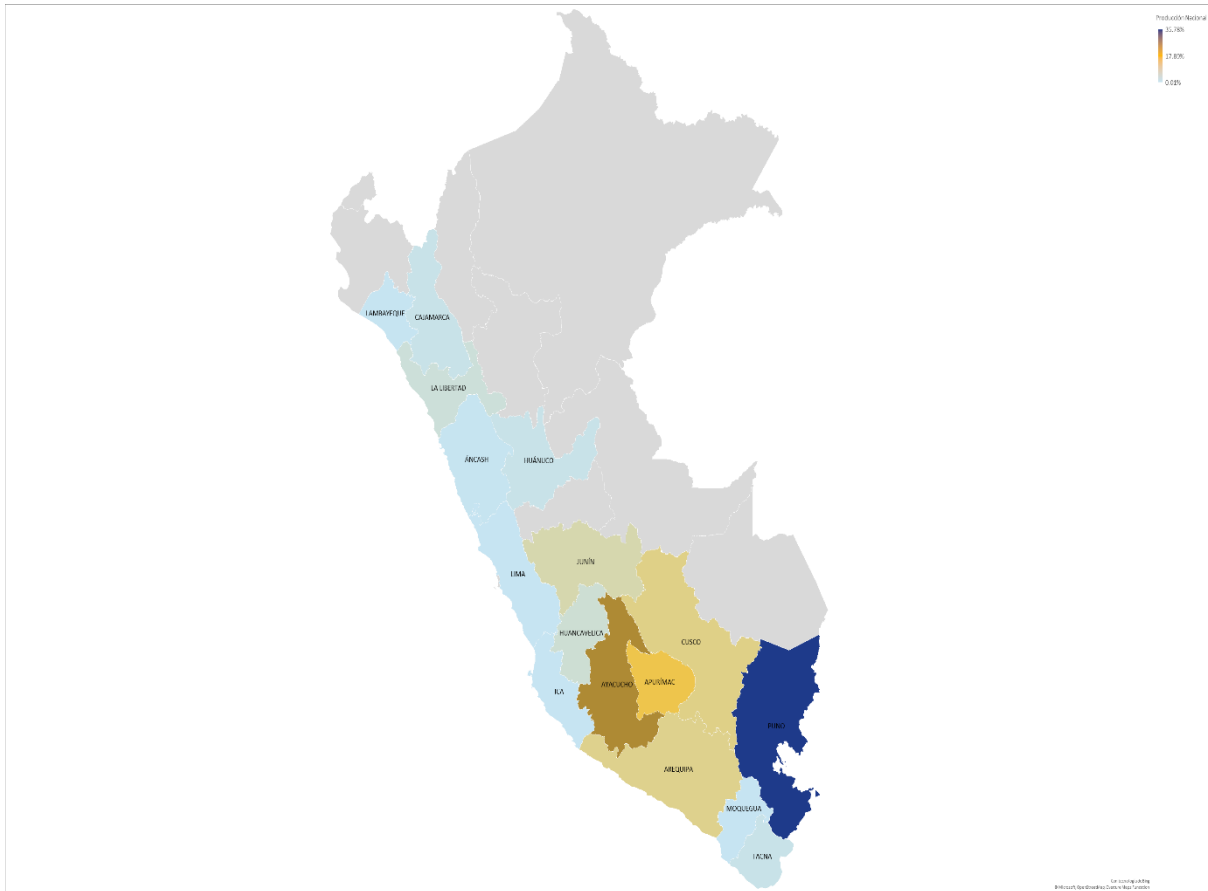 Producción Nacional
35,78%
17,89%
0,01%
LAMBAYEQUE
CAJAMARCA
LA LIBERTAD
ÁNCASH
HUÁNUCO
JUNÍN
LIMA
HUANCAVELICA
CUSCO
ICA
AYACUCHO
APURÍMAC
PUNO
AREQUIPA
MOQUEGUA
TACNA